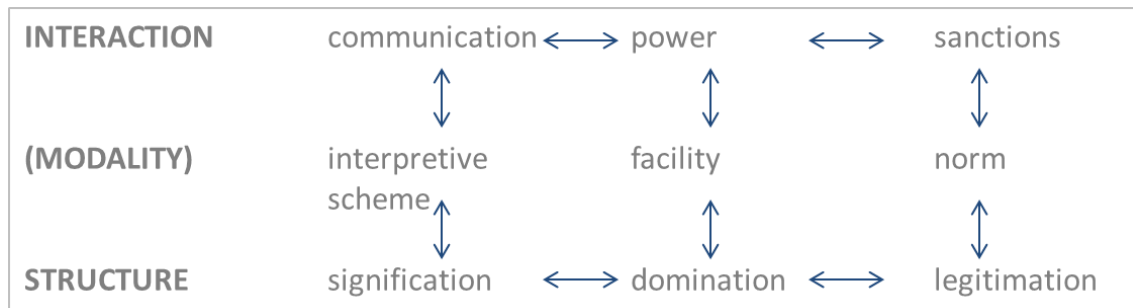 INTERACTION communication power sanctions
(MODALITY) interpretive facility norm
scheme
STRUCTURE signification domination legitimation